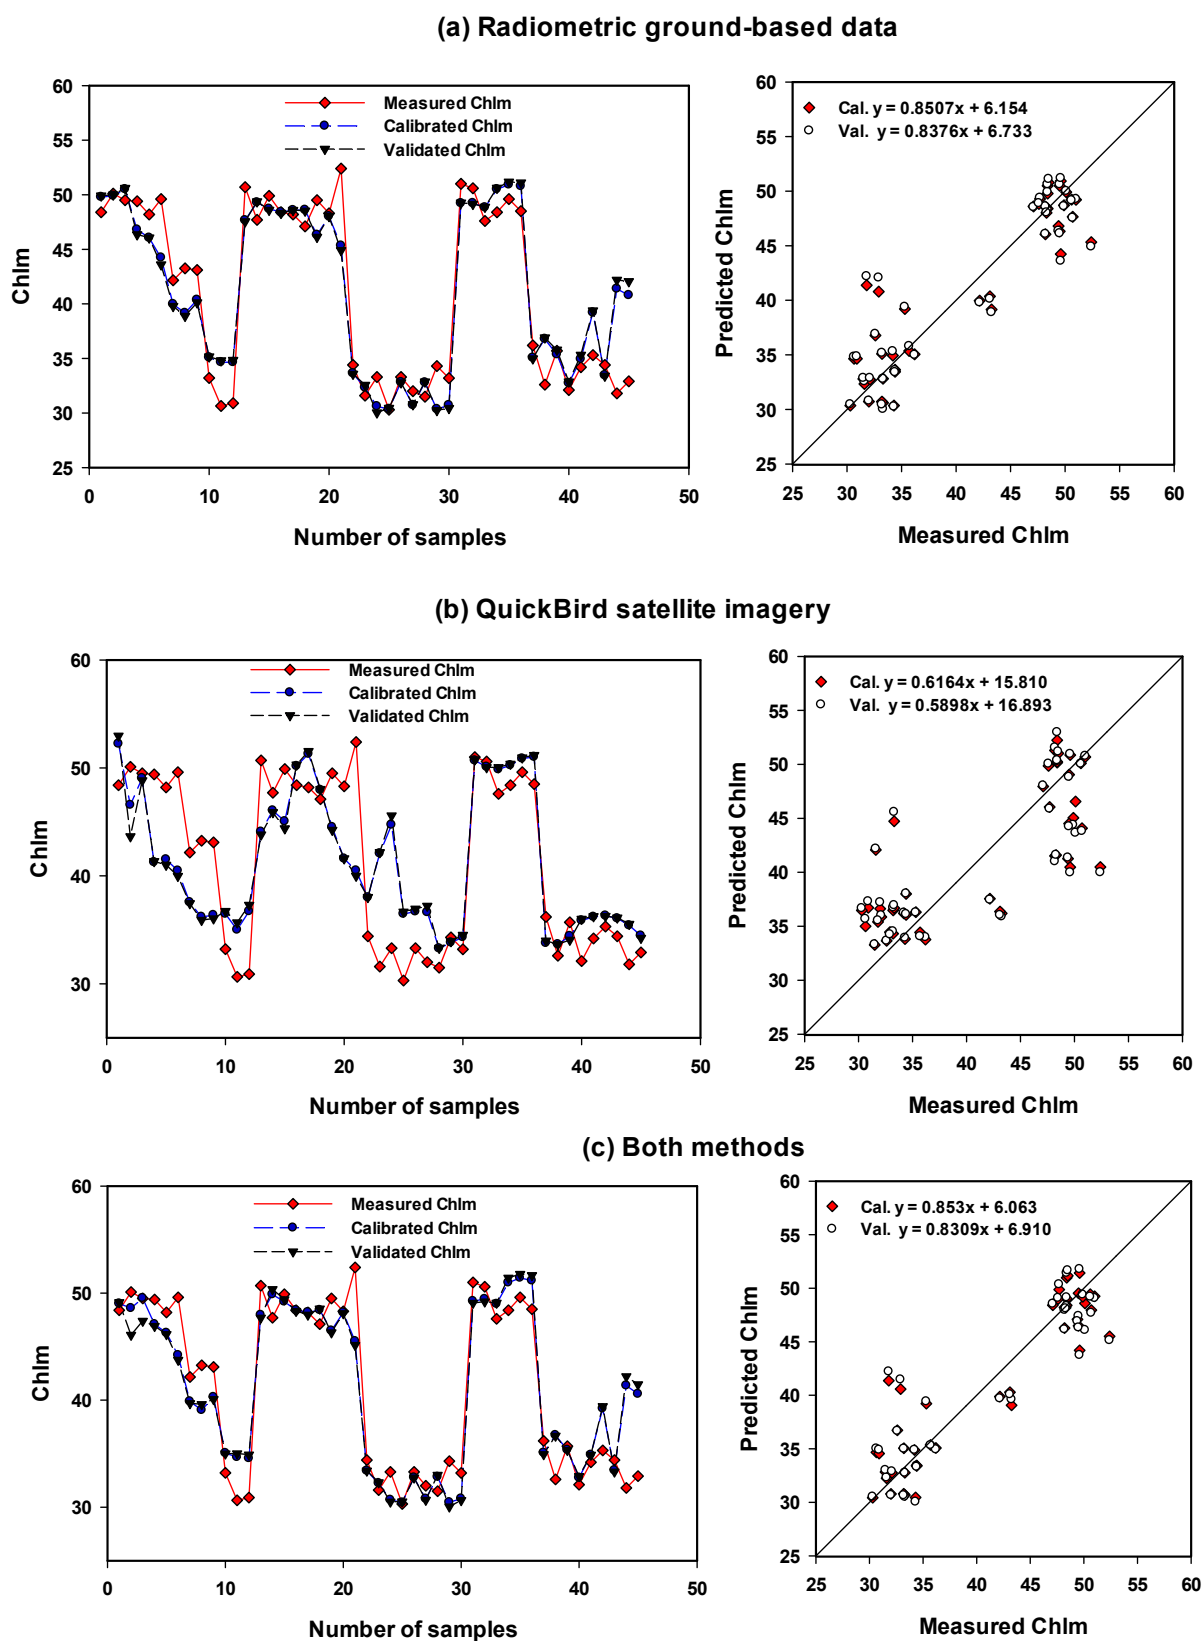 (a) Radiometric ground-based data
Measured Chlm
Calibrated Chlm
Validated Chlm
60
55
50
45
40
35
30
25
Chlm
0 10 20 30 40 50
Number of samples
Cal. y = 0.8507x + 6.154
Val. y = 0.8376x + 6.733
60
55
50
45
40
35
30
25
Predicted Chlm
25 30 35 40 45 50 55 60
Measured Chlm
(b) QuickBird satellite imagery
Measured Chlm
Calibrated Chlm
Validated Chlm
60
50
40
30
Chlm
0 10 20 30 40 50
Number of samples
Cal. y = 0.6164x + 15.810
Val. y = 0.5898x + 16.893
60
55
50
45
40
35
30
25
Predicted Chlm
25 30 35 40 45 50 55 60
Measured Chlm
(c) Both methods
Measured Chlm
Calibrated Chlm
Validated Chlm
60
50
40
30
Chlm
0 10 20 30 40 50
Number of samples
Cal. y = 0.853x + 6.063
Val. y = 0.8309x + 6.910
60
55
50
45
40
35
30
25
Predicted Chlm
25 30 35 40 45 50 55 60
Measured Chlm